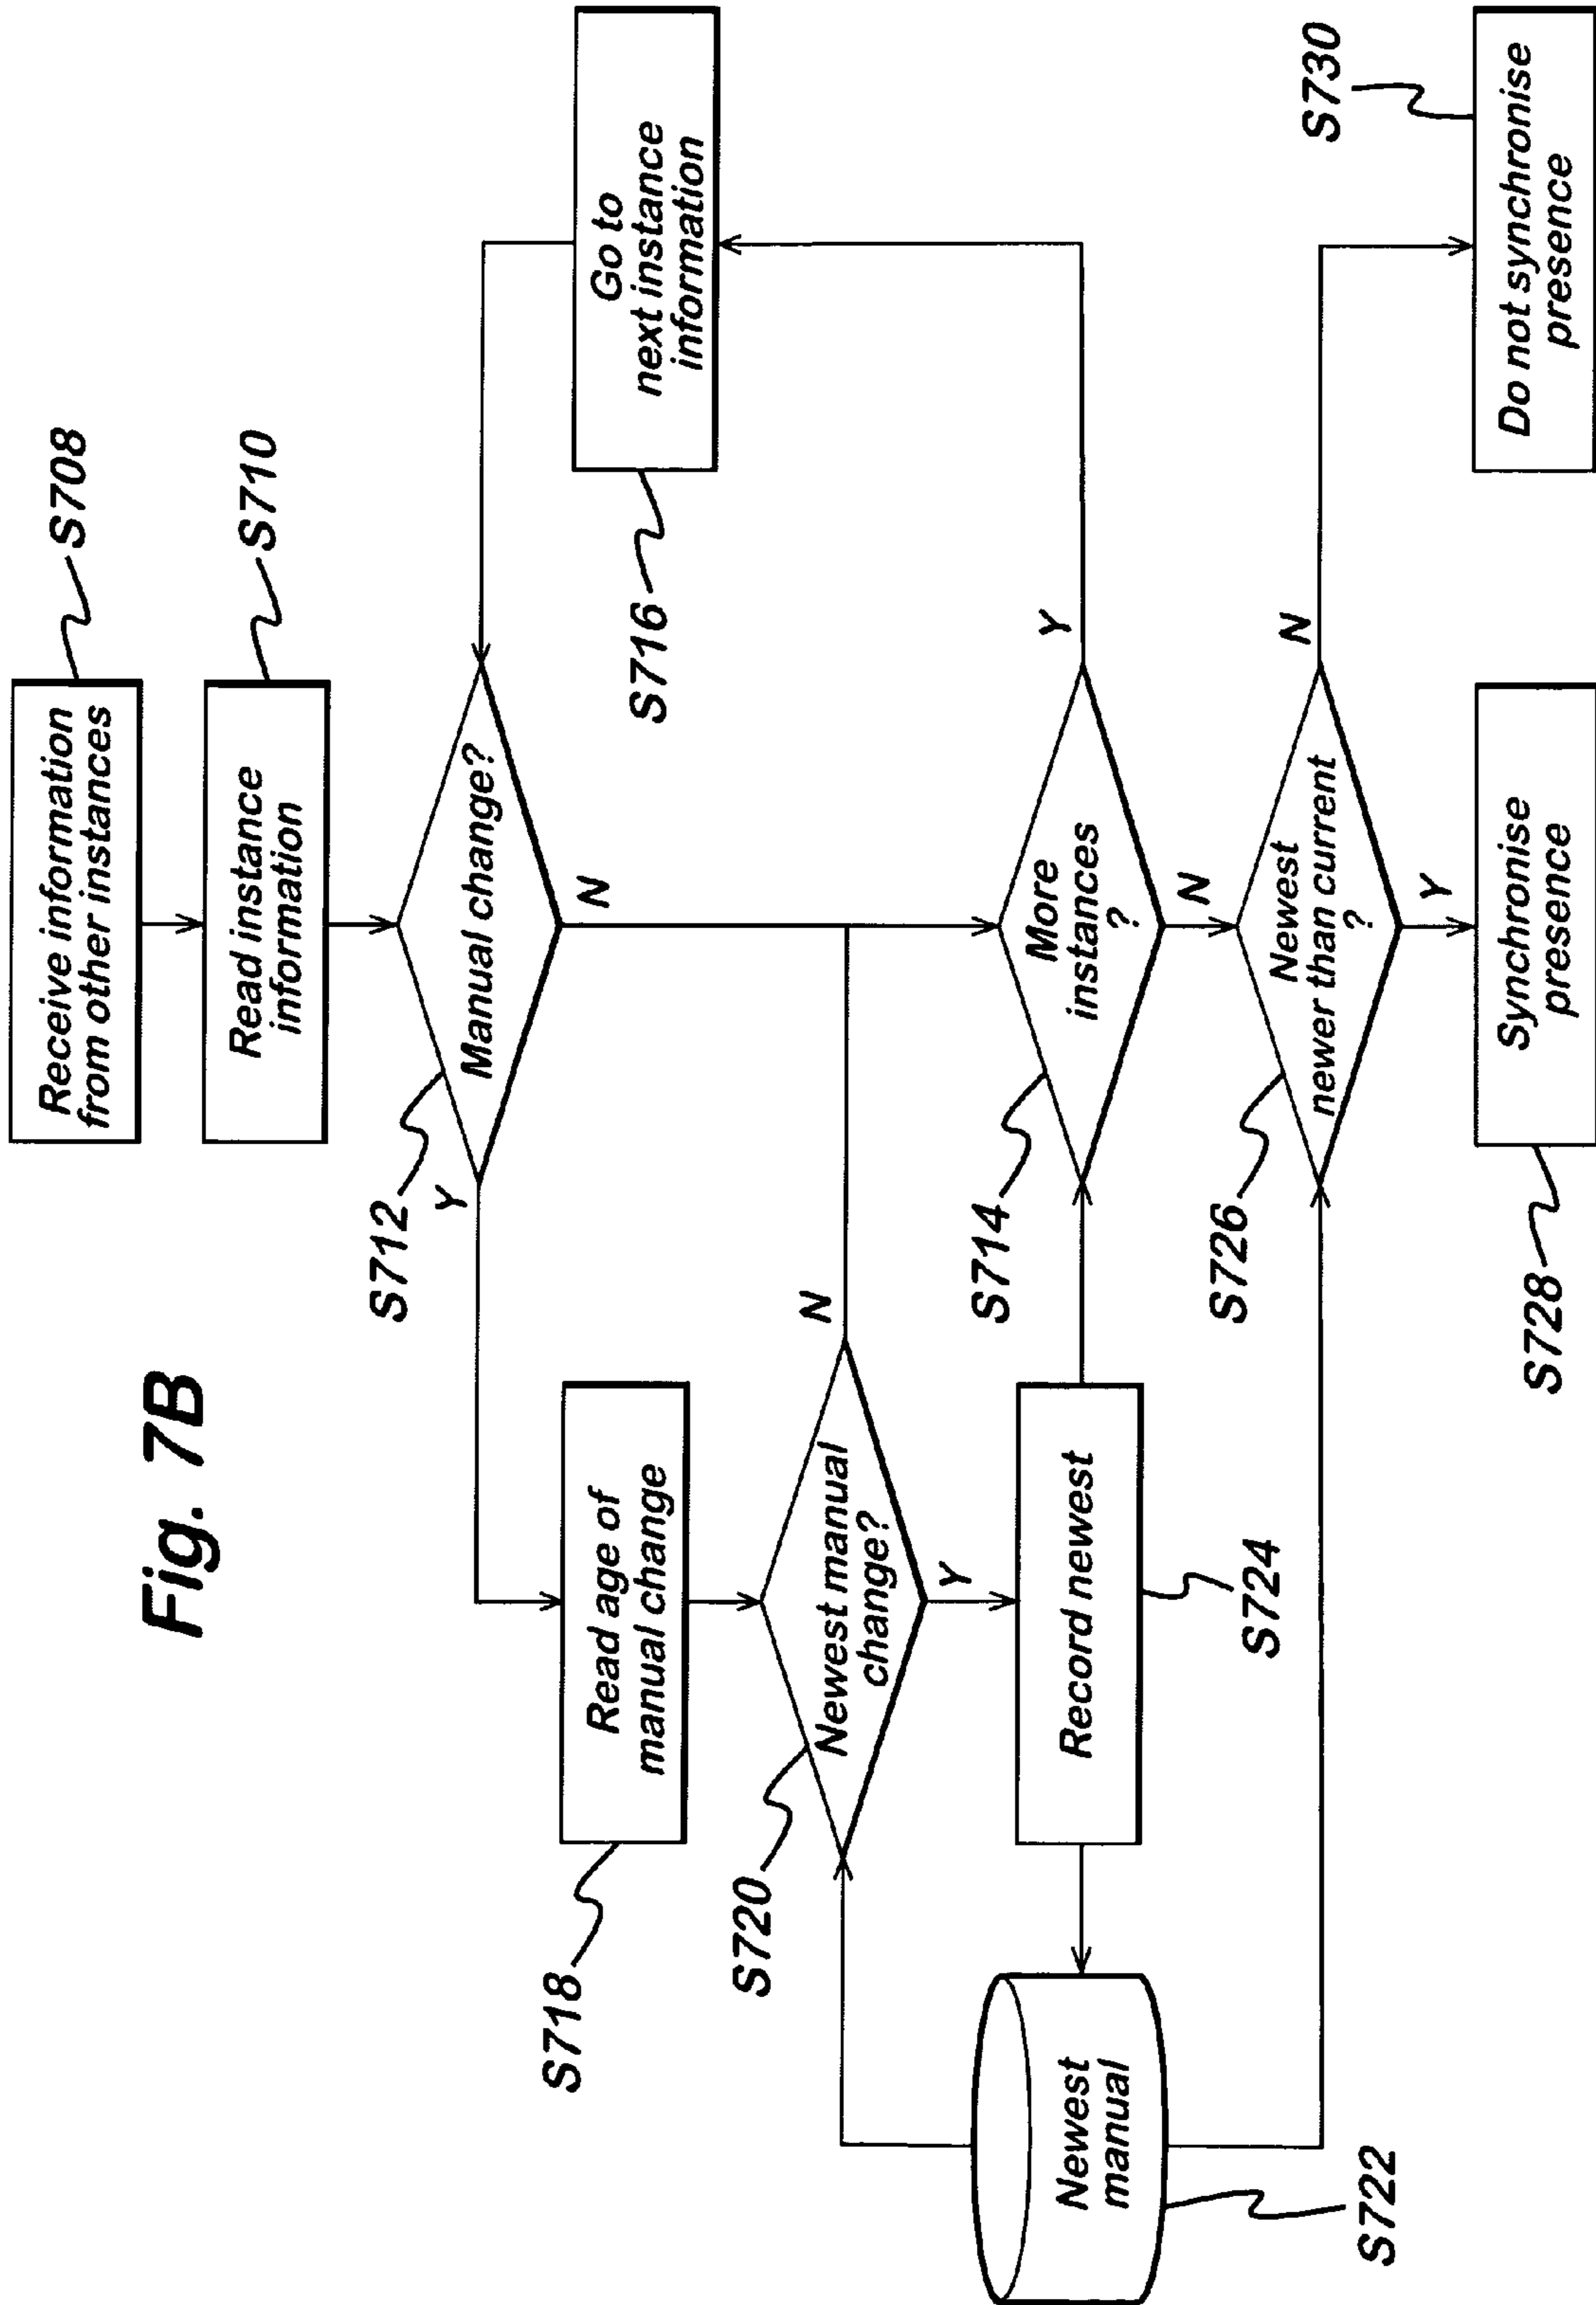 Fig. 7B
Receive information
from other instances
S708
Read instance
information
S710
Manual change?
S712
Y
N
Go to
next instance
information
S716
Read age of
manual change
S718
Newest manual
change?
S720
N
Y
Newest
manual
S722
Record newest
S724
More
instances
?
S714
Y
N
Newest
newer than current
?
S726
N
Y
Synchronise
presence
S728
Do not synchronise
presence
S730